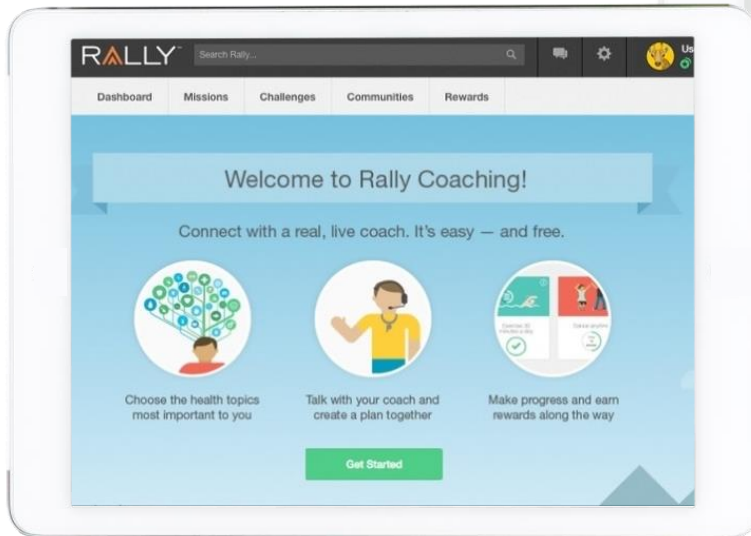 RALLY™
Search Rally...
Us
Dashboard Missions Challenges Communities Rewards
Welcome to Rally Coaching!
Connect with a real, live coach. It's easy — and free.
Choose the health topics
most important to you
Talk with your coach and
create a plan together
Make progress and earn
rewards along the way
Get Started